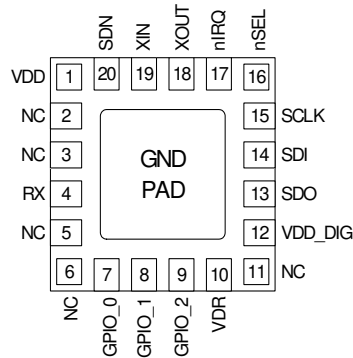 SDN XIN XOUT nIRQ nSEL
VDD 1 20 19 18 17 16
NC 2 15 SCLK
NC 3 GND 14 SDI
RX 4 PAD 13 SDO
NC 5 12 VDD_DIG
6 7 8 9 10 11 NC
NC GPIO_0 GPIO_1 GPIO_2 VDR